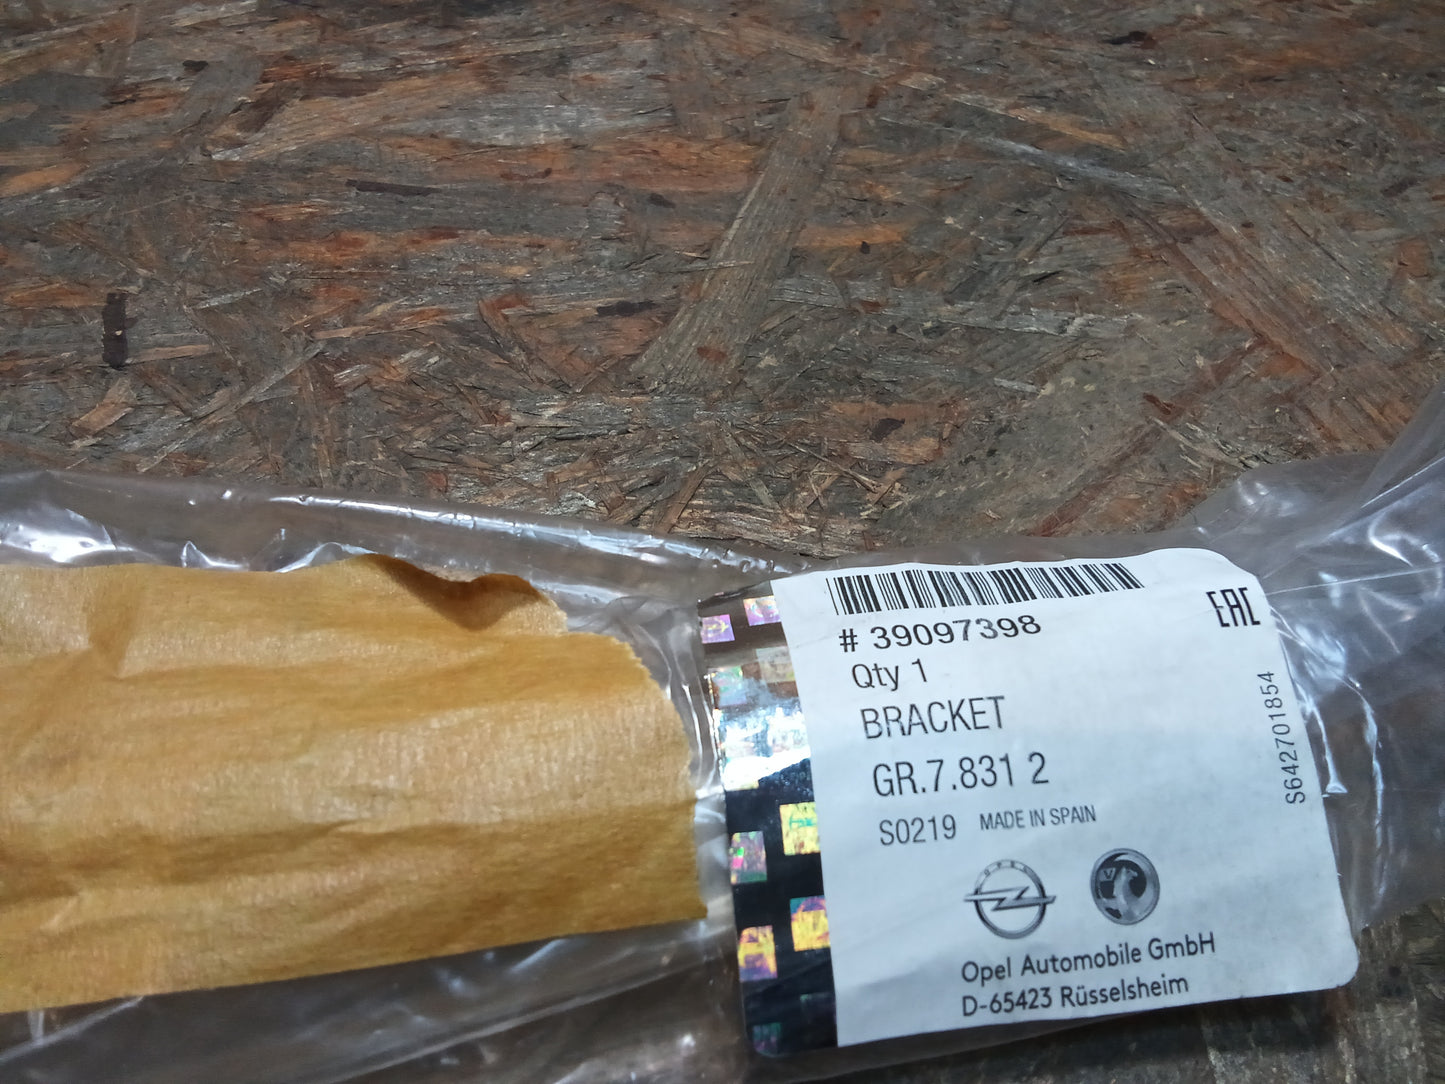 # 39097398
EAC
Qty 1
BRACKET
GR.7.831 2
S0219 MADE IN SPAIN
S642701854
OPEL
Opel Automobile GmbH
D-65423 Rüsselsheim